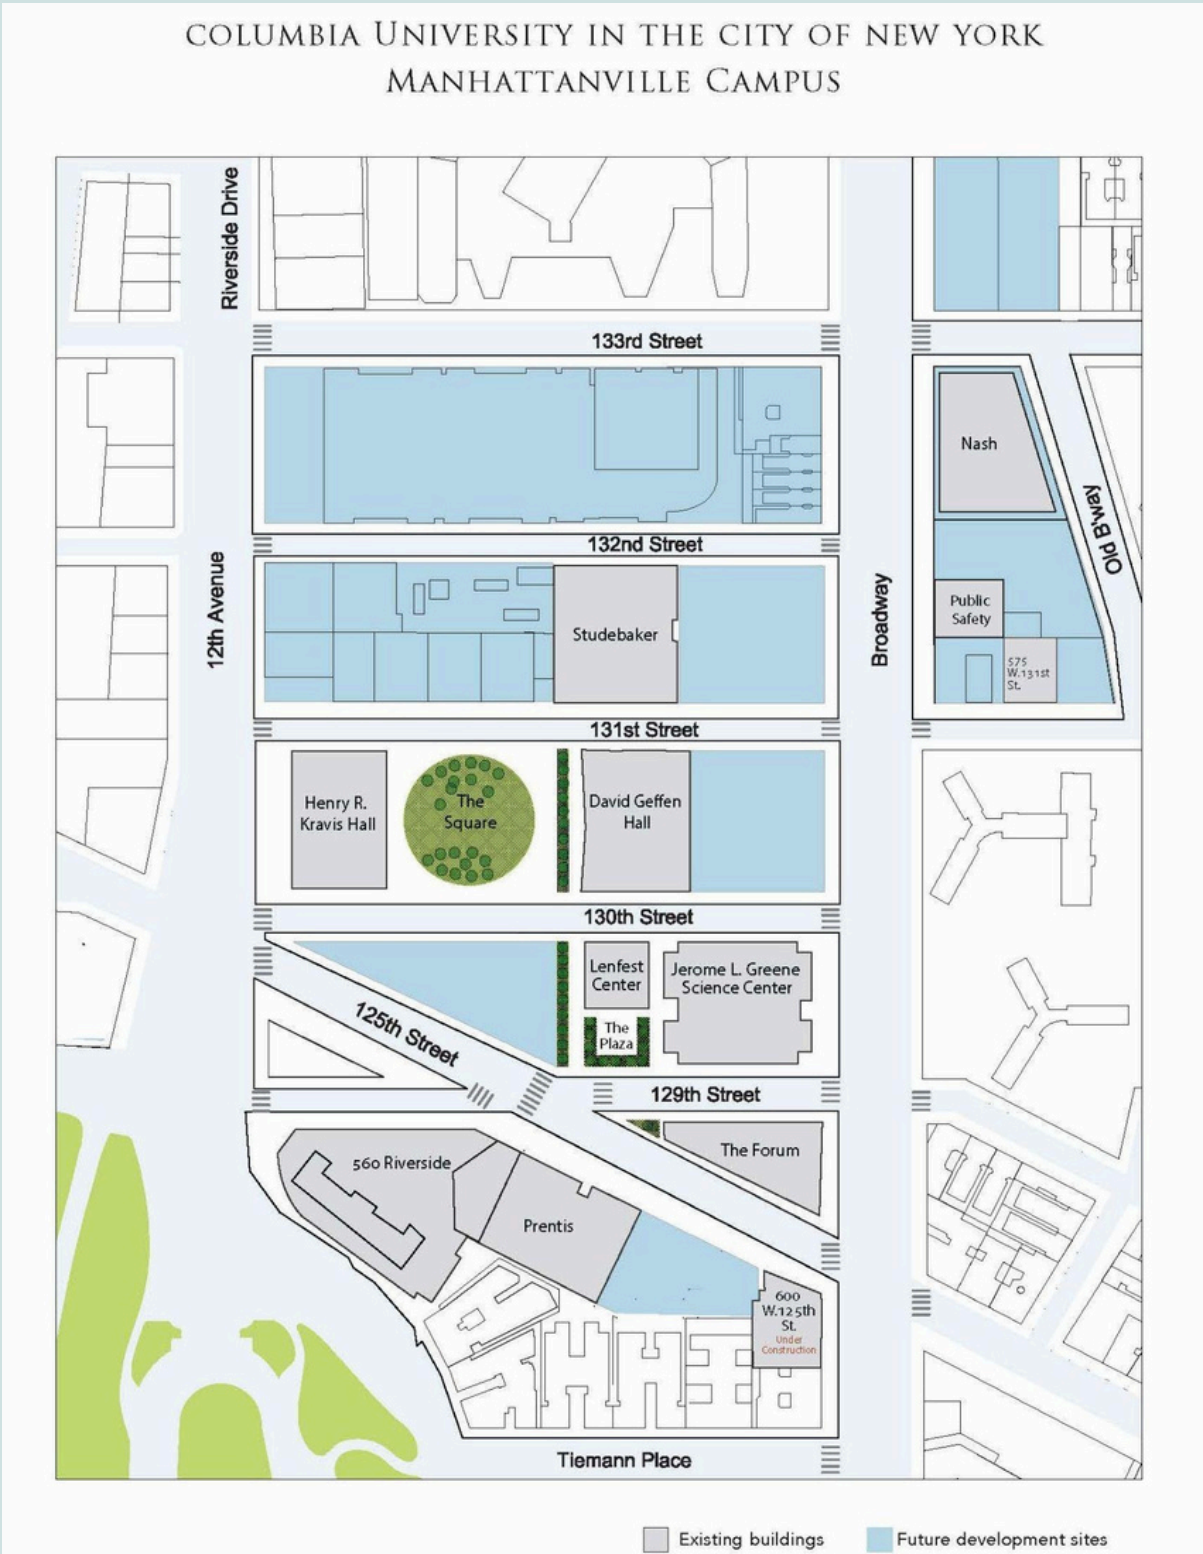 COLUMBIA UNIVERSITY IN THE CITY OF NEW YORK
MANHATTANVILLE CAMPUS
Riverside Drive
133rd Street
Nash
Old B'way
132nd Street
12th Avenue
Studebaker
Broadway
Public
Safety
575
W.131st
St.
131st Street
Henry R.
Kravis Hall
The
Square
David Geffen
Hall
130th Street
Lenfest
Center
Jerome L. Greene
Science Center
The
Plaza
125th Street
129th Street
The Forum
560 Riverside
Prentis
600
W.125th
St.
Under
Construction
Tiemann Place
Existing buildings
Future development sites